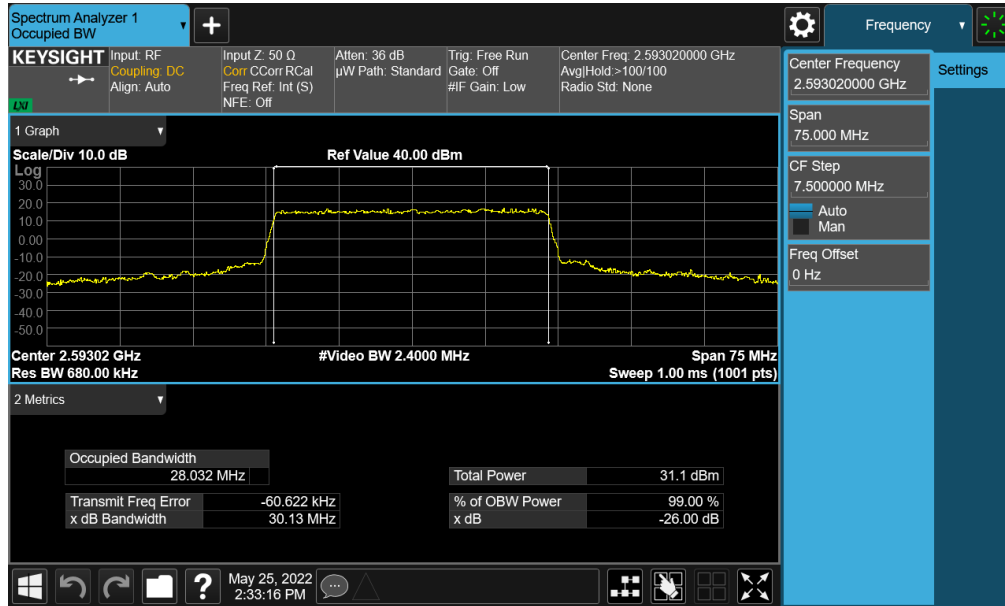 Spectrum Analyzer 1
Occupied BW
+
Frequency
KEYSIGHT
LXI
Input: RF
Coupling: DC
Align: Auto
Input Z: 50 Ω
Corr CCorr RCal
Freq Ref: Int (S)
NFE: Off
Atten: 36 dB
µW Path: Standard
Trig: Free Run
Gate: Off
#IF Gain: Low
Center Freq: 2.593020000 GHz
Avg|Hold:>100/100
Radio Std: None
1 Graph
Scale/Div 10.0 dB
Ref Value 40.00 dBm
Log
30.0
20.0
10.0
0.00
-10.0
-20.0
-30.0
-40.0
-50.0
Center 2.59302 GHz
#Video BW 2.4000 MHz
Span 75 MHz
Res BW 680.00 kHz
Sweep 1.00 ms (1001 pts)
2 Metrics
Occupied Bandwidth
28.032 MHz
Total Power 31.1 dBm
Transmit Freq Error -60.622 kHz
% of OBW Power 99.00 %
x dB Bandwidth 30.13 MHz
x dB -26.00 dB
Center Frequency
2.593020000 GHz
Settings
Span
75.000 MHz
CF Step
7.500000 MHz
Auto
Man
Freq Offset
0 Hz
?
May 25, 2022
2:33:16 PM